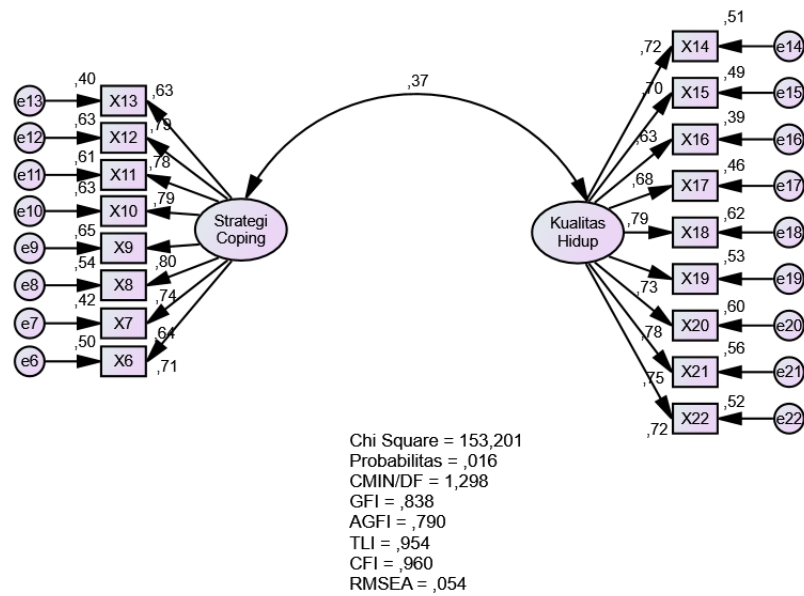 ,37
,40
e13 X13 ,63
,63
e12 X12 ,79
,61
e11 X11 ,78
,63
e10 X10 ,79
,65
e9 X9
,54
e8 X8 ,80
,42
e7 X7 ,74
,64
,50
e6 X6 ,71
Strategi
Coping
Kualitas
Hidup
,51
,72 X14 e14
,49
,70 X15 e15
,39
,63 X16 e16
,46
,68 X17 e17
,62
,79 X18 e18
,53
X19 e19
,73
,60
X20 e20
,78
,56
X21 e21
,75
,52
,72 X22 e22
Chi Square = 153,201
Probabilitas = ,016
CMIN/DF = 1,298
GFI = ,838
AGFI = ,790
TLI = ,954
CFI = ,960
RMSEA = ,054